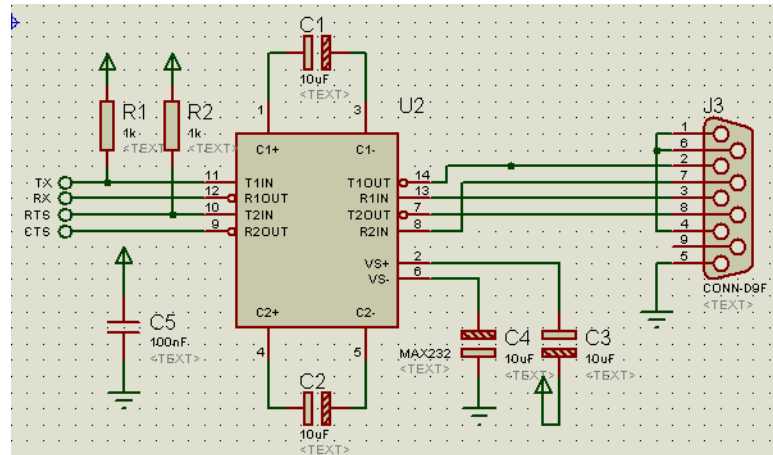 C1
10uF
<TEXT>
R1
1k
<TEXT>
R2
1k
<TEXT>
U2
J3
1
3
C1+
C1-
TX
RX
RTS
CTS
11
12
10
9
T1IN
R1OUT
T2IN
R2OUT
T1OUT
R1IN
T2OUT
R2IN
14
13
7
8
VS+
VS-
2
6
1
6
2
7
3
8
4
9
5
CONN-D9F
<TEXT>
C5
100nF
<TEXT>
C2+
C2-
4
5
MAX232
<TEXT>
C4
10uF
<TEXT>
C3
10uF
<TEXT>
C2
10uF
<TEXT>